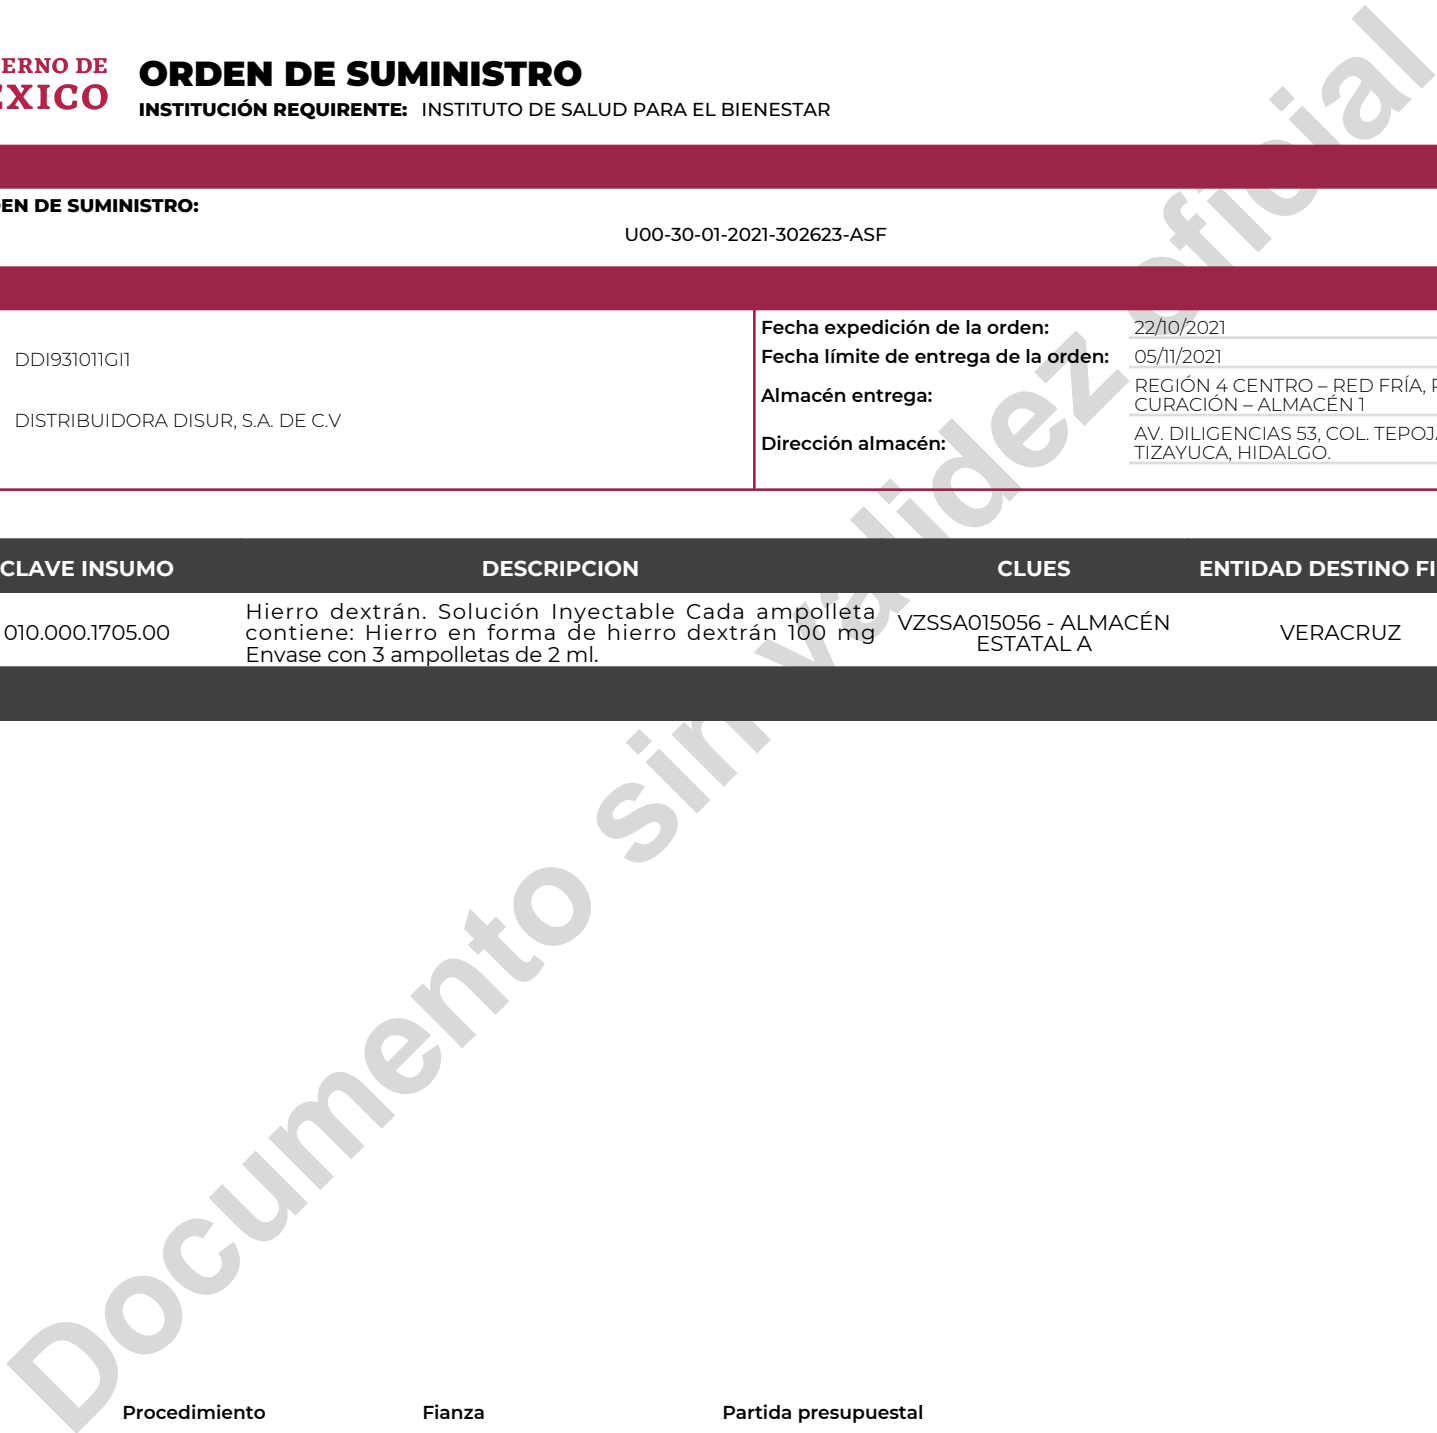 ERNO DE
ORDEN DE SUMINISTRO
EXICO
INSTITUCIÓN REQUIRENTE: INSTITUTO DE SALUD PARA EL BIENESTAR
EN DE SUMINISTRO:
U00-30-01-2021-302623-ASF
DDI931011GI1
DISTRIBUIDORA DISUR, S.A. DE C.V
Fecha expedición de la orden: 22/10/2021
Fecha límite de entrega de la orden: 05/11/2021
Almacén entrega: REGIÓN 4 CENTRO – RED FRÍA,
CURACIÓN – ALMACÉN 1
Dirección almacén: AV. DILIGENCIAS 53, COL. TEPOJ
TIZAYUCA, HIDALGO.
CLAVE INSUMO DESCRIPCION CLUES ENTIDAD DESTINO FI
010.000.1705.00
Hierro dextrán. Solución Inyectable Cada ampolleta
contiene: Hierro en forma de hierro dextrán 100 mg
Envase con 3 ampolletas de 2 ml.
VZSSA015056 - ALMACÉN
ESTATAL A
VERACRUZ
Documento sin validez oficial
Procedimiento Fianza Partida presupuestal